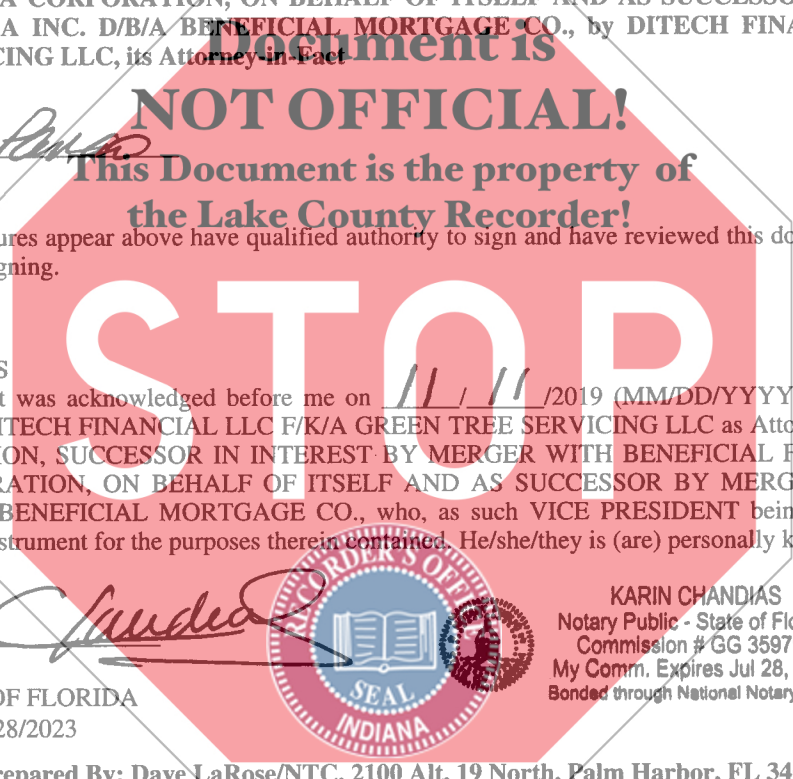 A CORPORATION, ON BEHALF OF ITSELF AND AS SUCCESSOR
A INC. D/B/A BENEFICIAL MORTGAGE CO., by DITECH FINA
CING LLC, its Attorney-in-Fact
Document is
NOT OFFICIAL!
This Document is the property of
the Lake County Recorder!
ures appear above have qualified authority to sign and have reviewed this do
gning.
STOP
S
t was acknowledged before me on 11/11/2019 (MM/DD/YYYY
DITECH FINANCIAL LLC F/K/A GREEN TREE SERVICING LLC as Atto
ION, SUCCESSOR IN INTEREST BY MERGER WITH BENEFICIAL F
RATION, ON BEHALF OF ITSELF AND AS SUCCESSOR BY MERG
BENEFICIAL MORTGAGE CO., who, as such VICE PRESIDENT bein
strument for the purposes therein contained. He/she/they is (are) personally k
RECORDER'S OFFICE
SEAL
INDIANA
KARIN CHANDIAS
Notary Public - State of Flo
Commission # GG 3597
My Comm. Expires Jul 28,
Bonded through National Notary
OF FLORIDA
28/2023
repared By: Dave LaRose/NTC, 2100 Alt. 19 North, Palm Harbor, FL 34